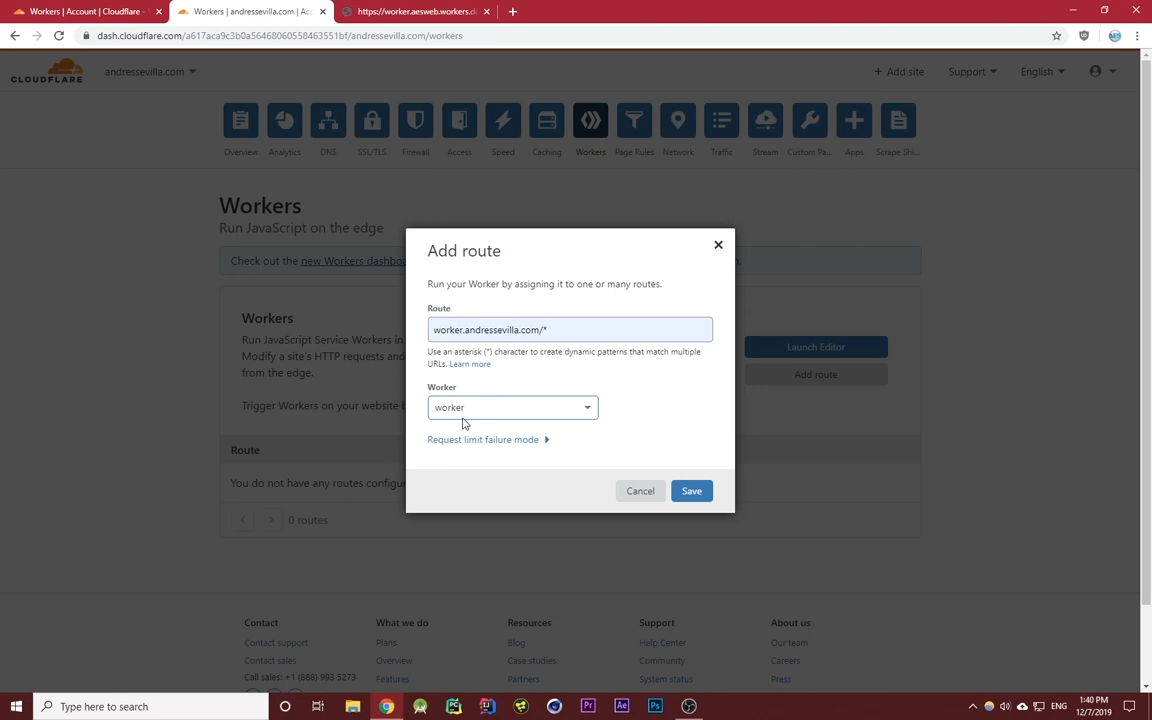 Workers | Account | Cloudflare -
Workers | andressevilla.com | Acc
https://worker.aesweb.workers.d
dash.cloudflare.com/a617aca9c3b0a56468060558463551bf/andressevilla.com/workers
CLOUDFLARE
andressevilla.com
+ Add site
Support
English
Overview
Analytics
DNS
SSL/TLS
Firewall
Access
Speed
Caching
Workers
Page Rules
Network
Traffic
Stream
Custom Pa...
Apps
Scrape Shi...
Workers
Run JavaScript on the edge
Check out the new Workers dashboa
Workers
Run JavaScript Service Workers in
Modify a site's HTTP requests and
from the edge.
Trigger Workers on your website b
Launch Editor
Add route
Route
You do not have any routes configur
0 routes
Add route
Run your Worker by assigning it to one or many routes.
Route
worker.andressevilla.com/*
Use an asterisk (*) character to create dynamic patterns that match multiple
URLs. Learn more
Worker
worker
Request limit failure mode
Cancel
Save
Contact
Contact support
Contact sales
Call sales: +1 (888) 993 5273
What we do
Plans
Overview
Features
Resources
Blog
Case studies
Partners
Support
Help Center
Community
System status
About us
Our team
Careers
Press
Type here to search
Pr
Ae
Ps
ENG
1:40 PM
12/7/2019